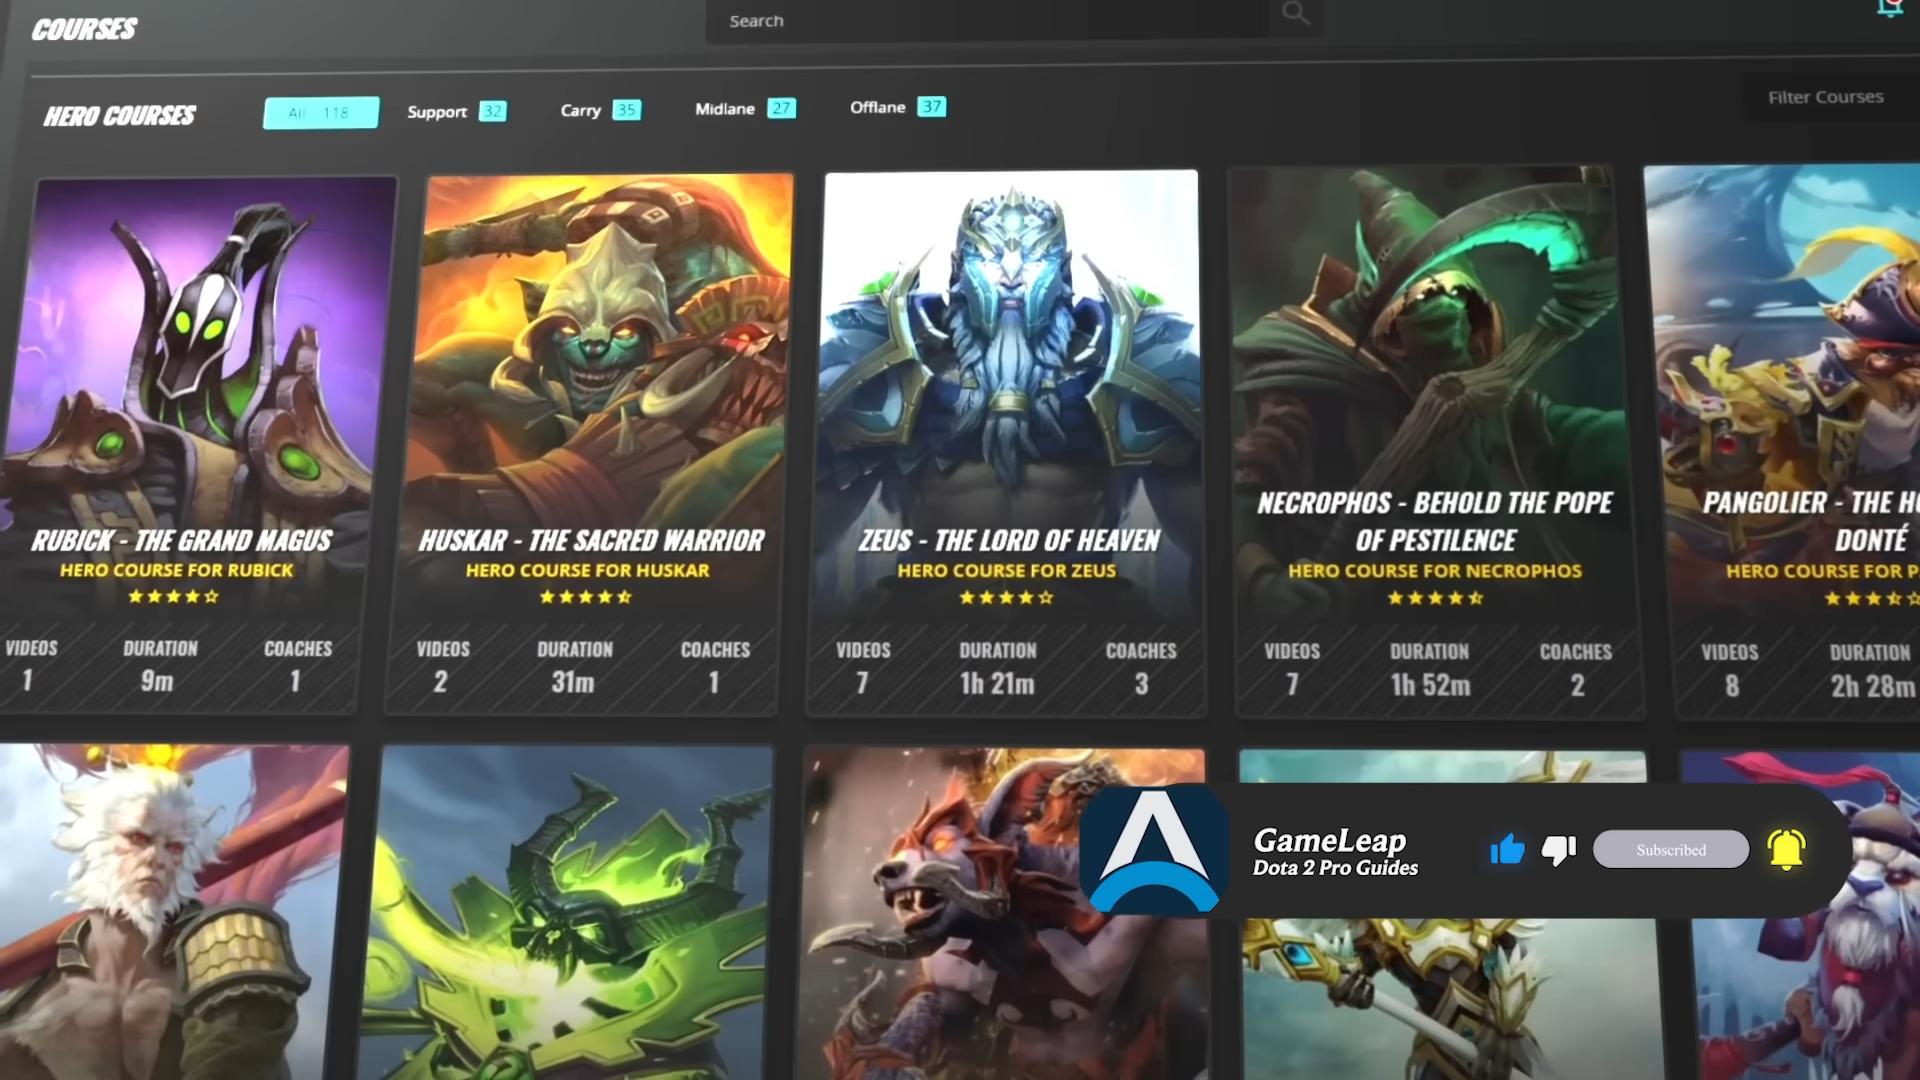 COURSES
Search
HERO COURSES
All - 118
Support 32
Carry 35
Midlane 27
Offlane 37
Filter Courses
RUBICK - THE GRAND MAGUS
HERO COURSE FOR RUBICK
VIDEOS DURATION COACHES
1 9m 1
HUSKAR - THE SACRED WARRIOR
HERO COURSE FOR HUSKAR
VIDEOS DURATION COACHES
2 31m 1
ZEUS - THE LORD OF HEAVEN
HERO COURSE FOR ZEUS
VIDEOS DURATION COACHES
7 1h 21m 3
NECROPHOS - BEHOLD THE POPE
OF PESTILENCE
HERO COURSE FOR NECROPHOS
VIDEOS DURATION COACHES
7 1h 52m 2
PANGOLIER - THE
DONTÉ
HERO COURSE FOR
VIDEOS DURATION
8 2h 28m
GameLeap
Dota 2 Pro Guides
Subscribed